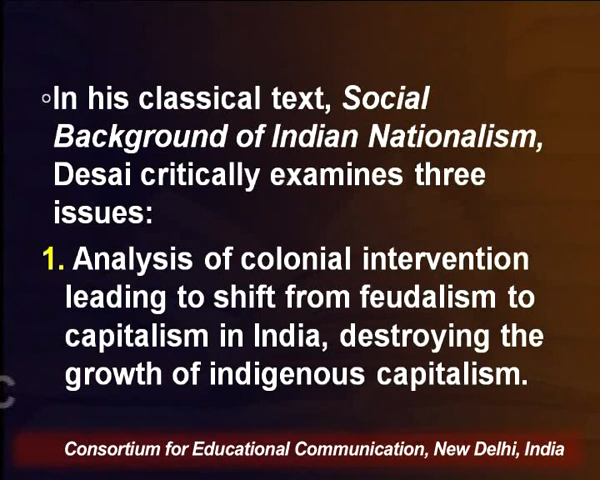 ◦In his classical text, Social
Background of Indian Nationalism,
Desai critically examines three
issues:
1. Analysis of colonial intervention
leading to shift from feudalism to
capitalism in India, destroying the
growth of indigenous capitalism.
C
Consortium for Educational Communication, New Delhi, India